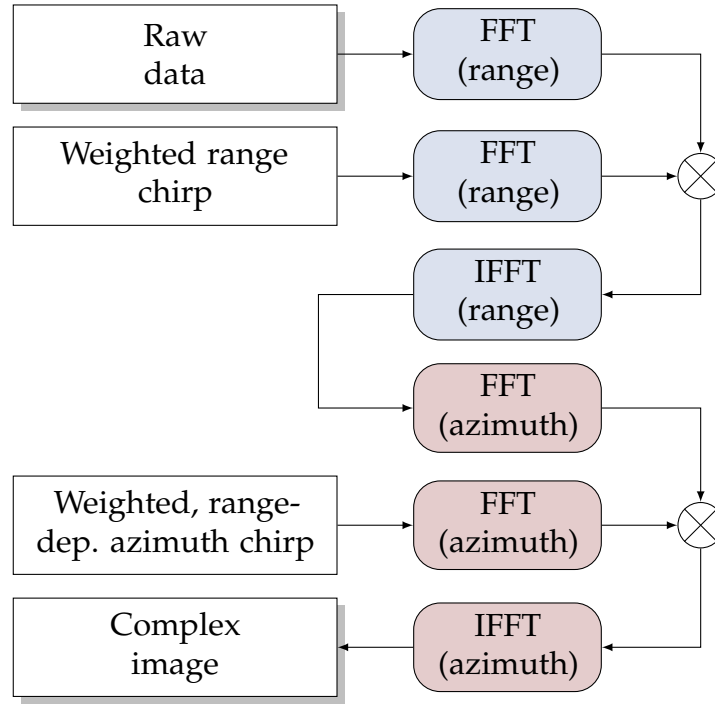 Raw
data
FFT
(range)
Weighted range
chirp
FFT
(range)
IFFT
(range)
FFT
(azimuth)
Weighted, range-
dep. azimuth chirp
FFT
(azimuth)
Complex
image
IFFT
(azimuth)